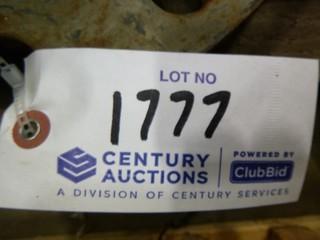 LOT NO
1777
CENTURY AUCTIONS
POWERED BY
ClubBid
A DIVISION OF CENTURY SERVICES